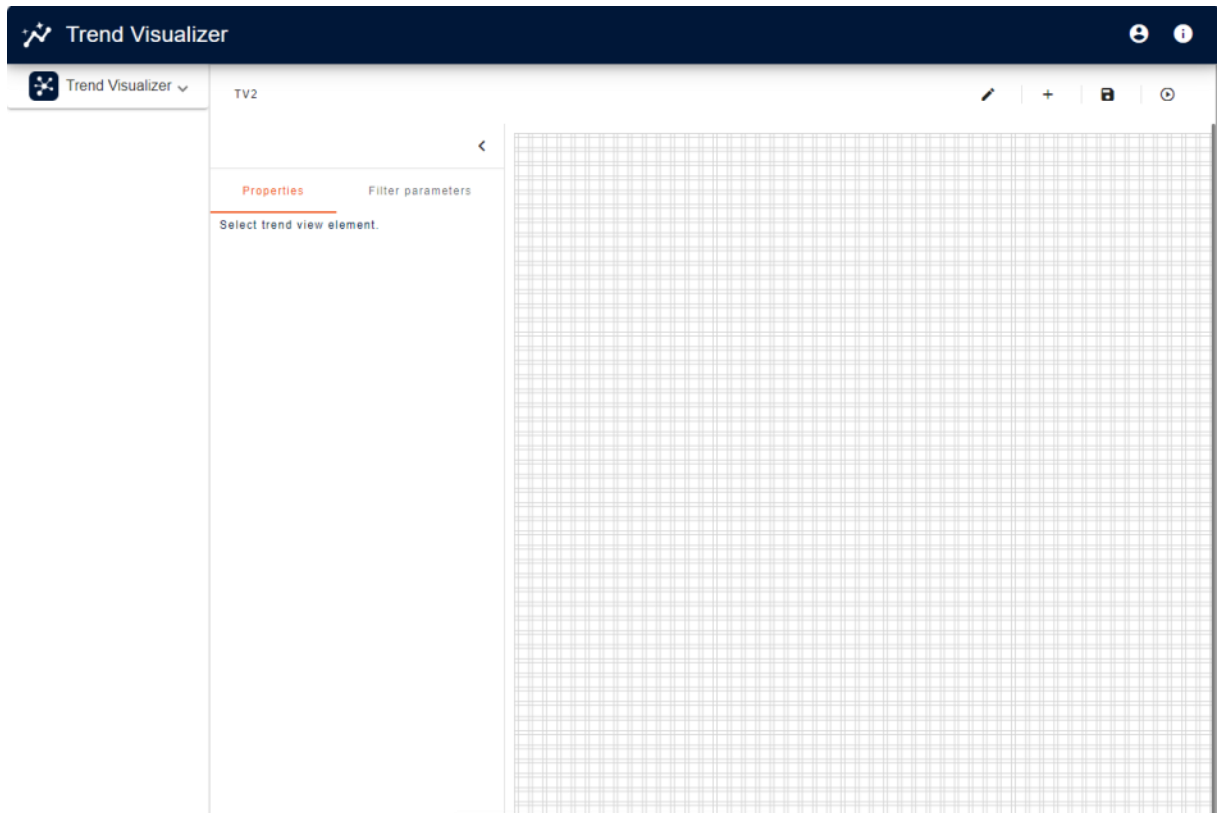 Trend Visualizer
Trend Visualizer
TV2
Properties Filter parameters
Select trend view element.